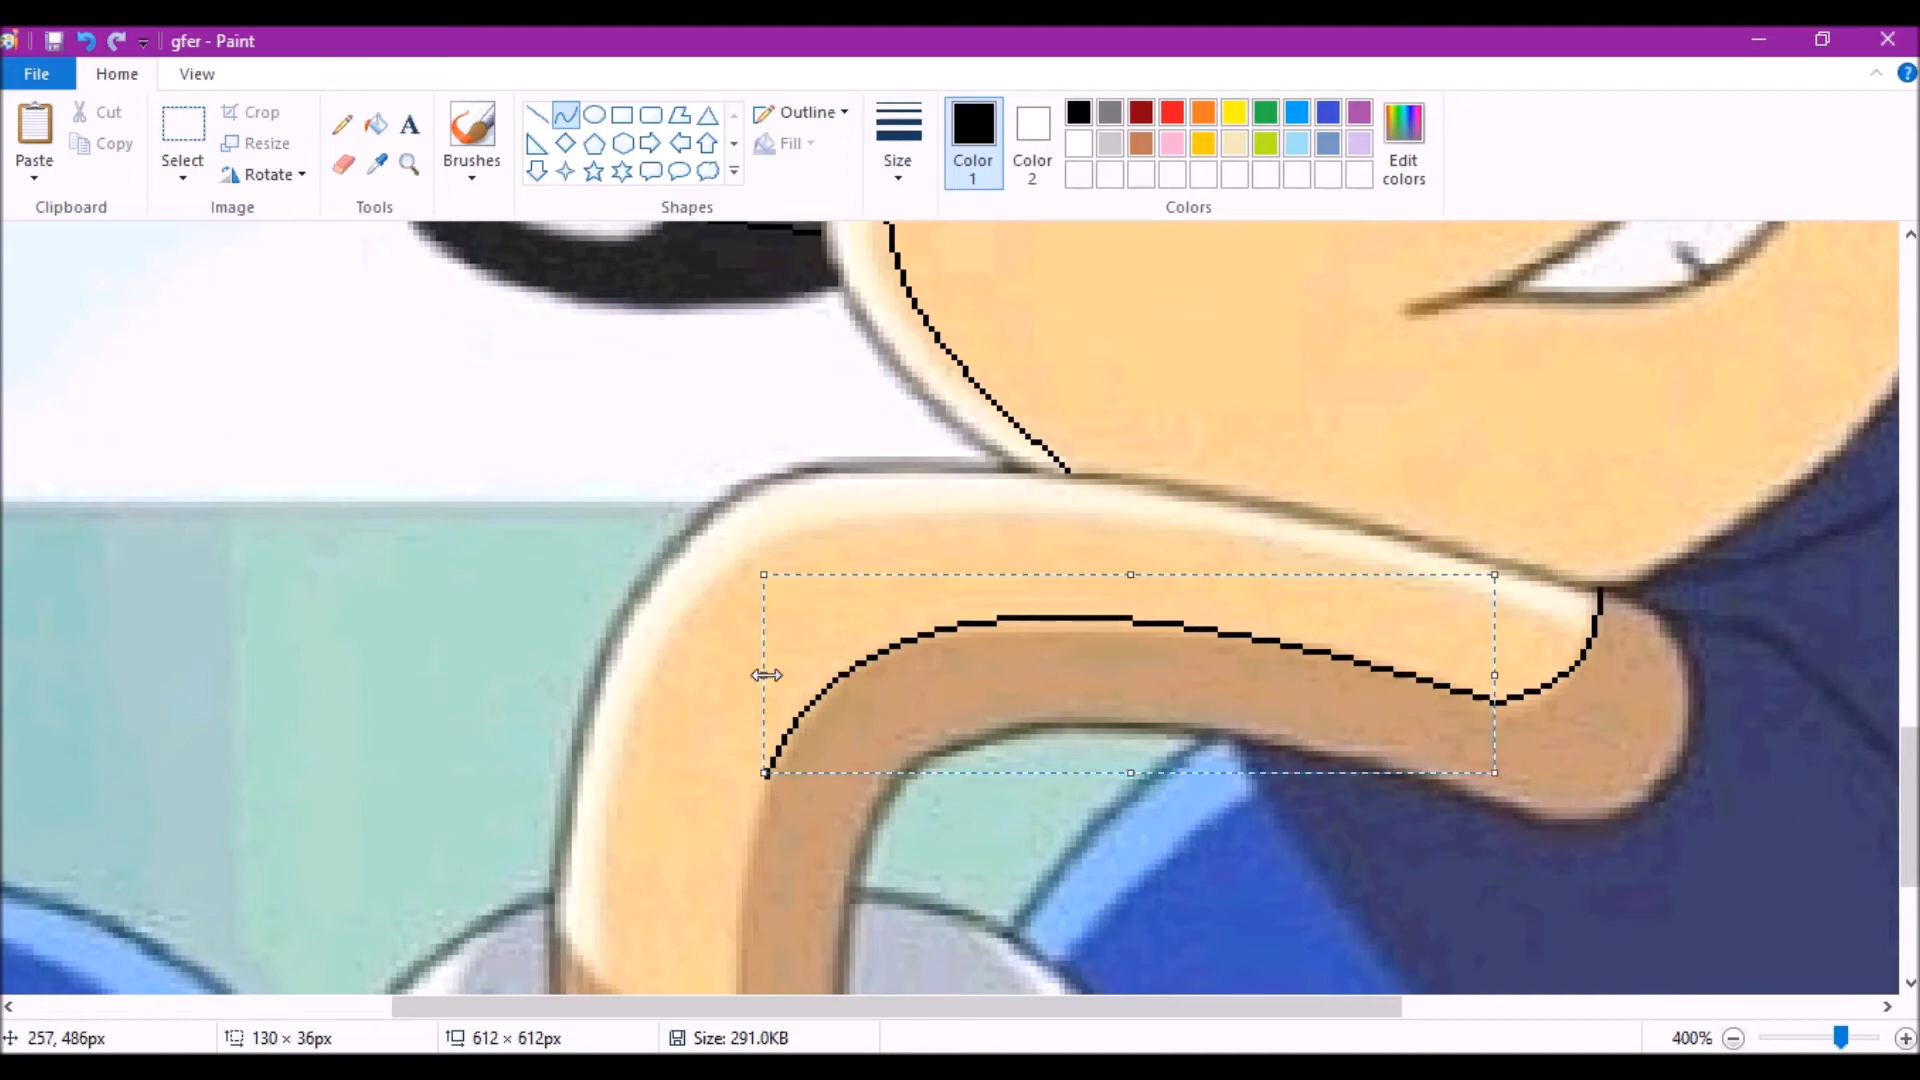 gfer - Paint
File Home View
Paste Cut Copy
Select Crop Resize Rotate
A
Brushes
Outline Fill
Size
Color 1
Color 2
Edit colors
Clipboard Image Tools Shapes Colors
257, 486px 130 × 36px 612 × 612px Size: 291.0KB 400%